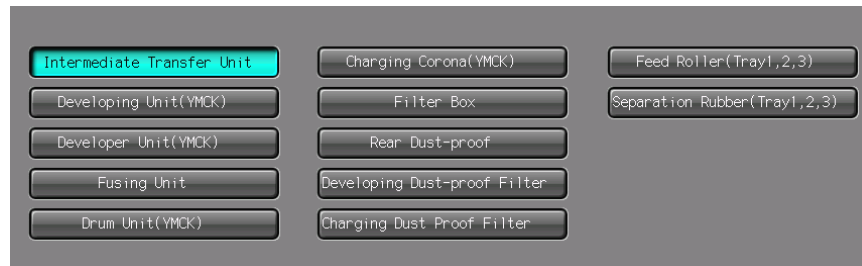 Intermediate Transfer Unit
Developing Unit(YMCK)
Developer Unit(YMCK)
Fusing Unit
Drum Unit(YMCK)
Charging Corona(YMCK)
Filter Box
Rear Dust-proof
Developing Dust-proof Filter
Charging Dust Proof Filter
Feed Roller(Tray1,2,3)
Separation Rubber(Tray1,2,3)